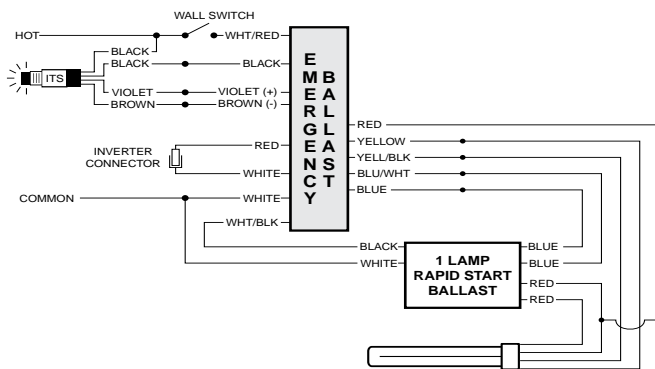 WALL SWITCH
HOT
WHT/RED
BLACK
BLACK
BLACK
ITS
VIOLET
VIOLET (+)
BROWN
BROWN (-)
EMERGENCY
BALLAST
RED
RED
YELLOW
INVERTER
CONNECTOR
YELL/BLK
WHITE
BLU/WHT
COMMON
WHITE
BLUE
WHT/BLK
BLACK
WHITE
1 LAMP
RAPID START
BALLAST
BLUE
BLUE
RED
RED